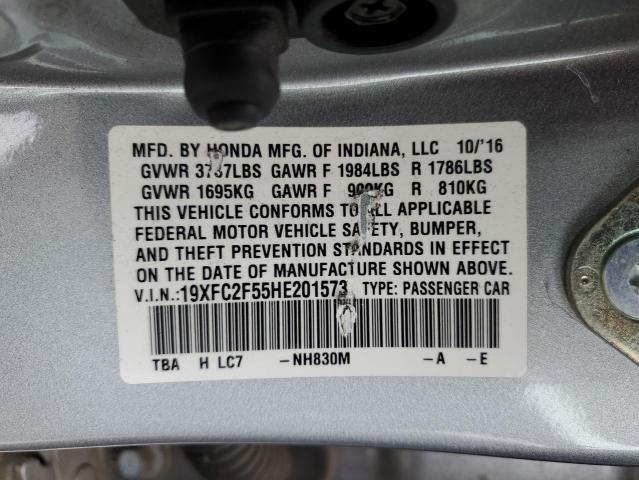 MFD. BY HONDA MFG. OF INDIANA, LLC 10/'16
GVWR 3737LBS GAWR F 1984LBS R 1786LBS
GVWR 1695KG GAWR F 900KG R 810KG
THIS VEHICLE CONFORMS TO ALL APPLICABLE
FEDERAL MOTOR VEHICLE SAFETY, BUMPER,
AND THEFT PREVENTION STANDARDS IN EFFECT
ON THE DATE OF MANUFACTURE SHOWN ABOVE.
V.I.N.:19XFC2F55HE201573 TYPE: PASSENGER CAR
TBA H LC7 -NH830M -A -E